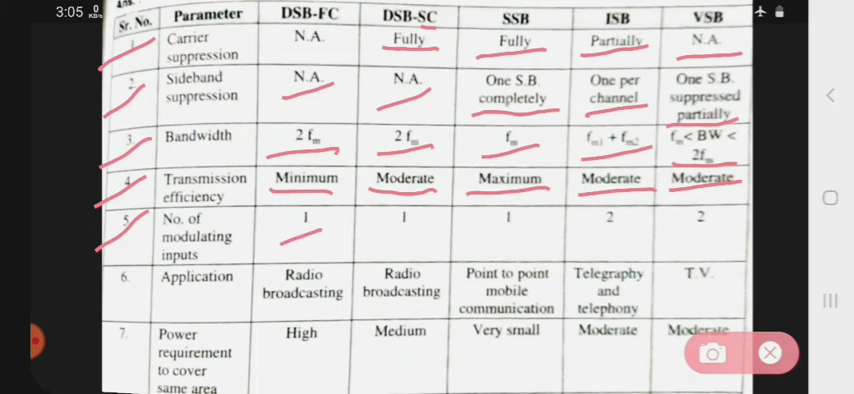 3:05 0 KB/s
Ans.
Sr. No. Parameter DSB-FC DSB-SC SSB ISB VSB
1. Carrier suppression N.A. Fully Fully Partially N.A.
2. Sideband suppression N.A. N.A. One S.B. completely One per channel One S.B. suppressed partially
3. Bandwidth 2 fm 2 fm fm fm1 + fm2 fm < BW < 2fm
4. Transmission efficiency Minimum Moderate Maximum Moderate Moderate
5. No. of modulating inputs 1 1 1 2 2
6. Application Radio broadcasting Radio broadcasting Point to point mobile communication Telegraphy and telephony T.V.
7. Power requirement to cover same area High Medium Very small Moderate Moderate